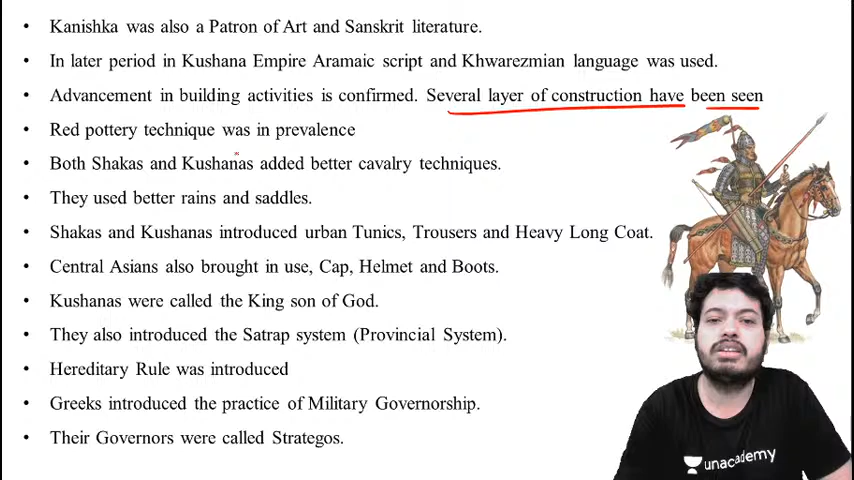 • Kanishka was also a Patron of Art and Sanskrit literature.
• In later period in Kushana Empire Aramaic script and Khwarezmian language was used.
• Advancement in building activities is confirmed. Several layer of construction have been seen
• Red pottery technique was in prevalence
• Both Shakas and Kushanas added better cavalry techniques.
• They used better rains and saddles.
• Shakas and Kushanas introduced urban Tunics, Trousers and Heavy Long Coat.
• Central Asians also brought in use, Cap, Helmet and Boots.
• Kushanas were called the King son of God.
• They also introduced the Satrap system (Provincial System).
• Hereditary Rule was introduced
• Greeks introduced the practice of Military Governorship.
• Their Governors were called Strategos.
unacademy